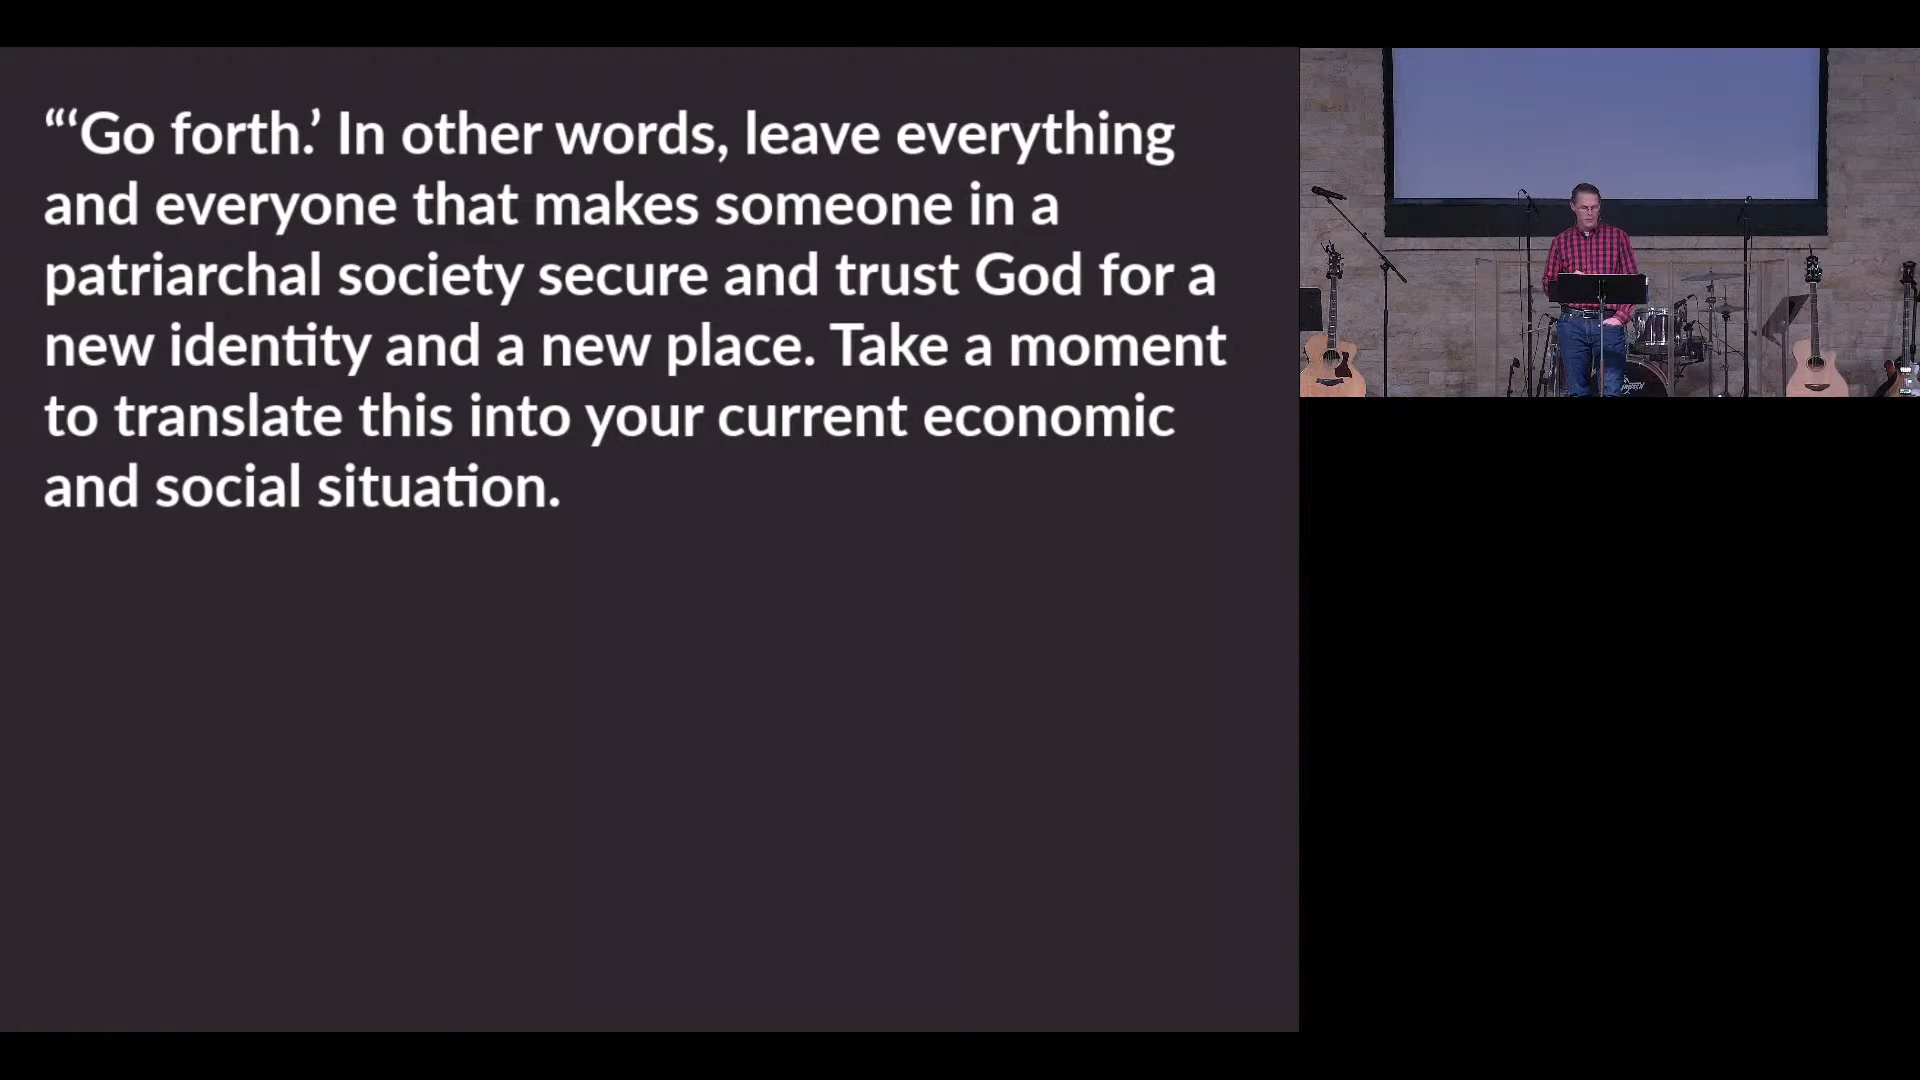 “‘Go forth.’ In other words, leave everything
and everyone that makes someone in a
patriarchal society secure and trust God for a
new identity and a new place. Take a moment
to translate this into your current economic
and social situation.